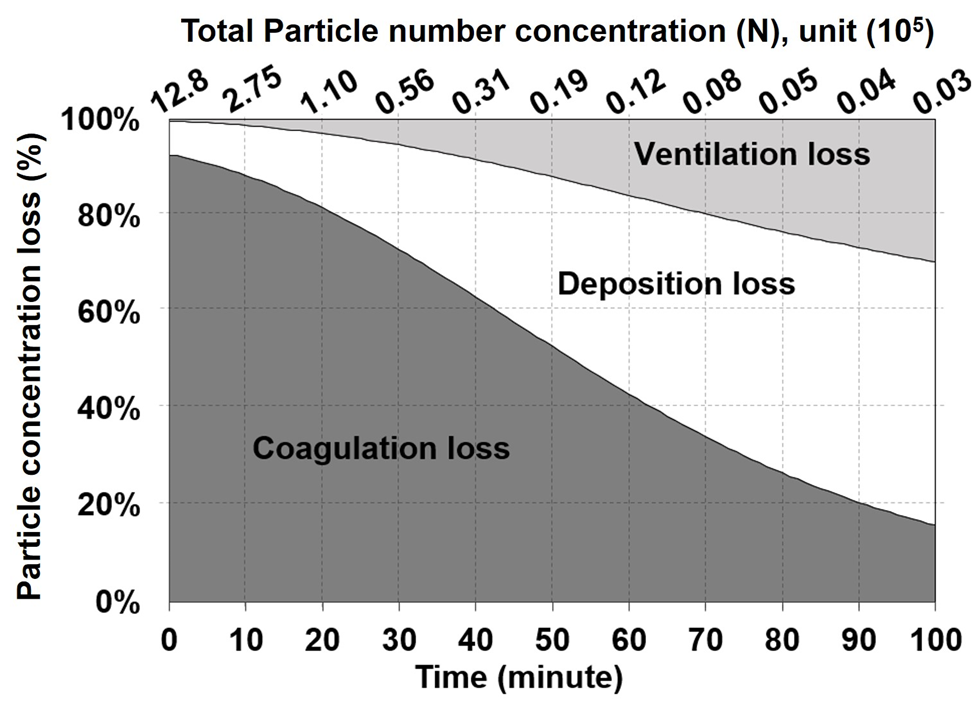 Total Particle number concentration (N), unit (10⁵)
12.8 2.75 1.10 0.56 0.31 0.19 0.12 0.08 0.05 0.04 0.03
Particle concentration loss (%)
100%
80%
60%
40%
20%
0%
Ventilation loss
Deposition loss
Coagulation loss
0 10 20 30 40 50 60 70 80 90 100
Time (minute)